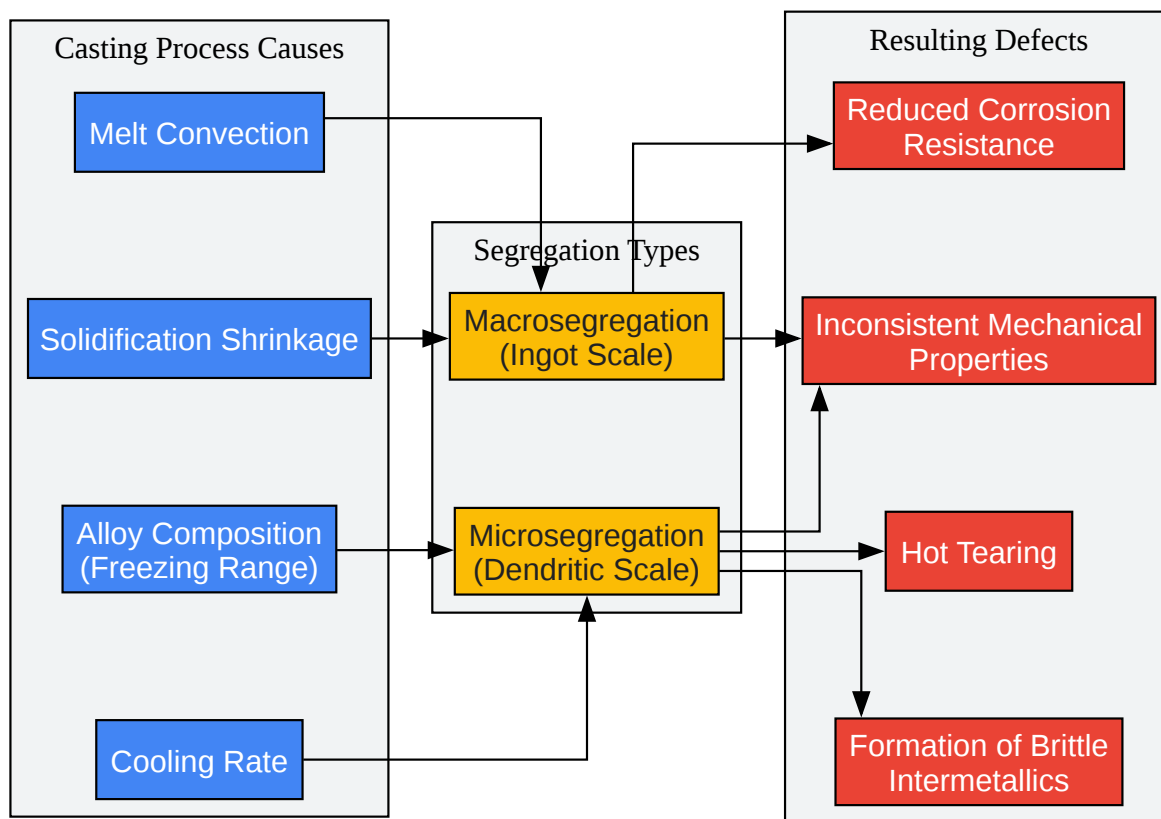 Casting Process Causes
Melt Convection
Solidification Shrinkage
Alloy Composition
(Freezing Range)
Cooling Rate
Segregation Types
Macrosegregation
(Ingot Scale)
Microsegregation
(Dendritic Scale)
Resulting Defects
Reduced Corrosion
Resistance
Inconsistent Mechanical
Properties
Hot Tearing
Formation of Brittle
Intermetallics